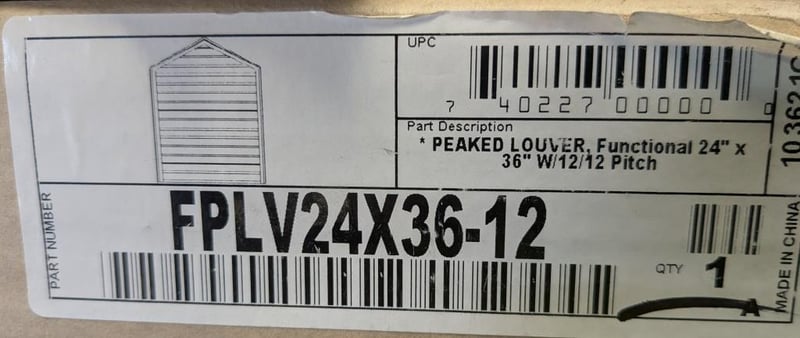 UPC
7 40227 00000 0
Part Description
* PEAKED LOUVER, Functional 24" x
36" W/12/12 Pitch
PART NUMBER
FPLV24X36-12
QTY 1
A
MADE IN CHINA